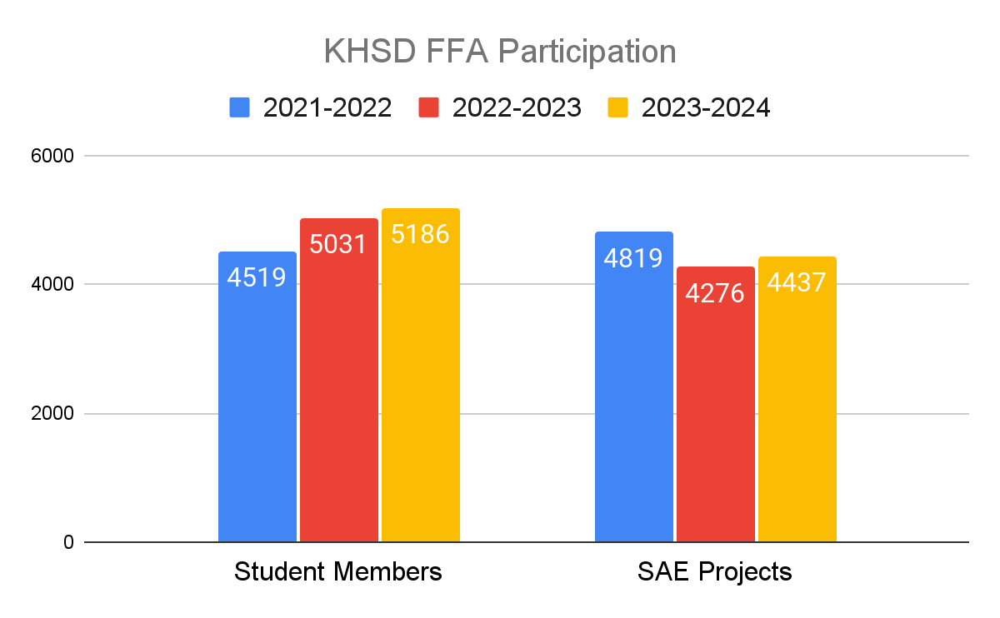 KHSD FFA Participation
2021-2022 2022-2023 2023-2024
6000
4000
2000
0
4519 5031 5186 4819 4276 4437
Student Members SAE Projects